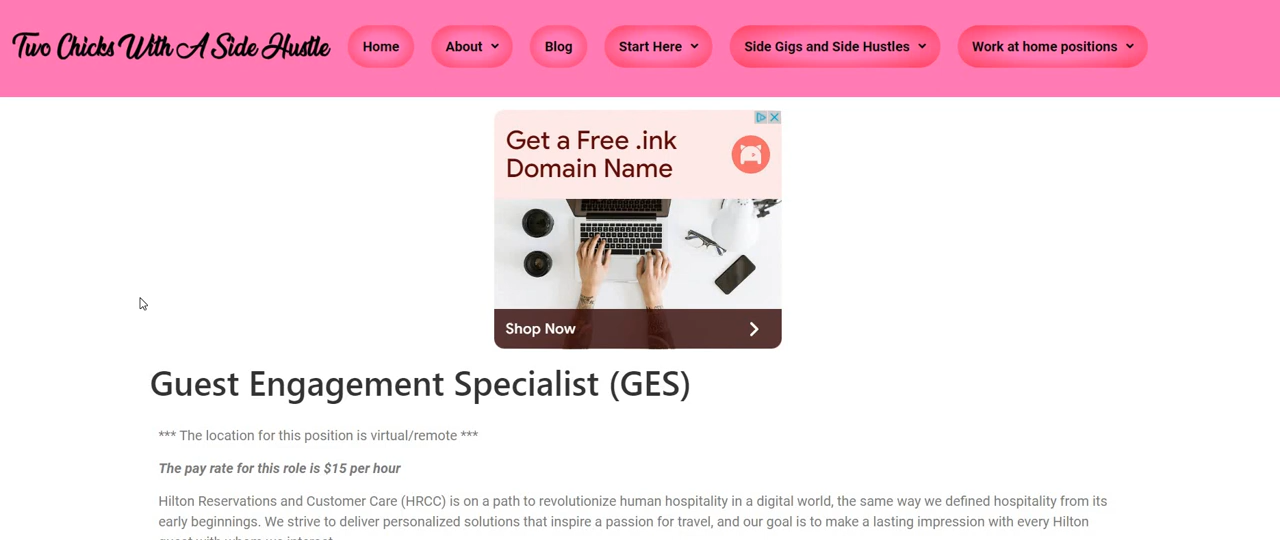 Two Chicks With A Side Hustle
Home
About
Blog
Start Here
Side Gigs and Side Hustles
Work at home positions
Get a Free .ink
Domain Name
Shop Now
Guest Engagement Specialist (GES)
*** The location for this position is virtual/remote ***
The pay rate for this role is $15 per hour
Hilton Reservations and Customer Care (HRCC) is on a path to revolutionize human hospitality in a digital world, the same way we defined hospitality from its
early beginnings. We strive to deliver personalized solutions that inspire a passion for travel, and our goal is to make a lasting impression with every Hilton